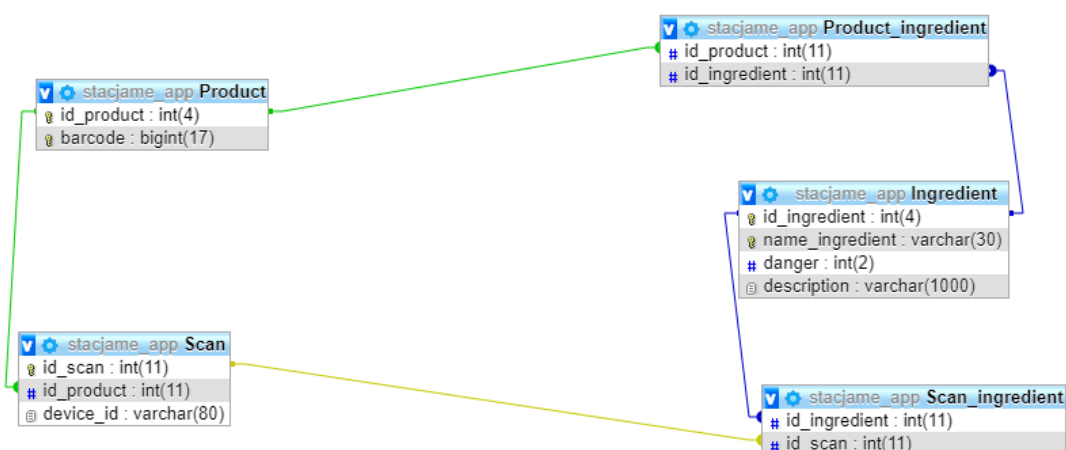 stacjame_app Product_ingredient
id_product : int(11)
id_ingredient : int(11)
stacjame_app Product
id_product : int(4)
barcode : bigint(17)
stacjame_app Ingredient
id_ingredient : int(4)
name_ingredient : varchar(30)
danger : int(2)
description : varchar(1000)
stacjame_app Scan
id_scan : int(11)
id_product : int(11)
device_id : varchar(80)
stacjame_app Scan_ingredient
id_ingredient : int(11)
id_scan : int(11)